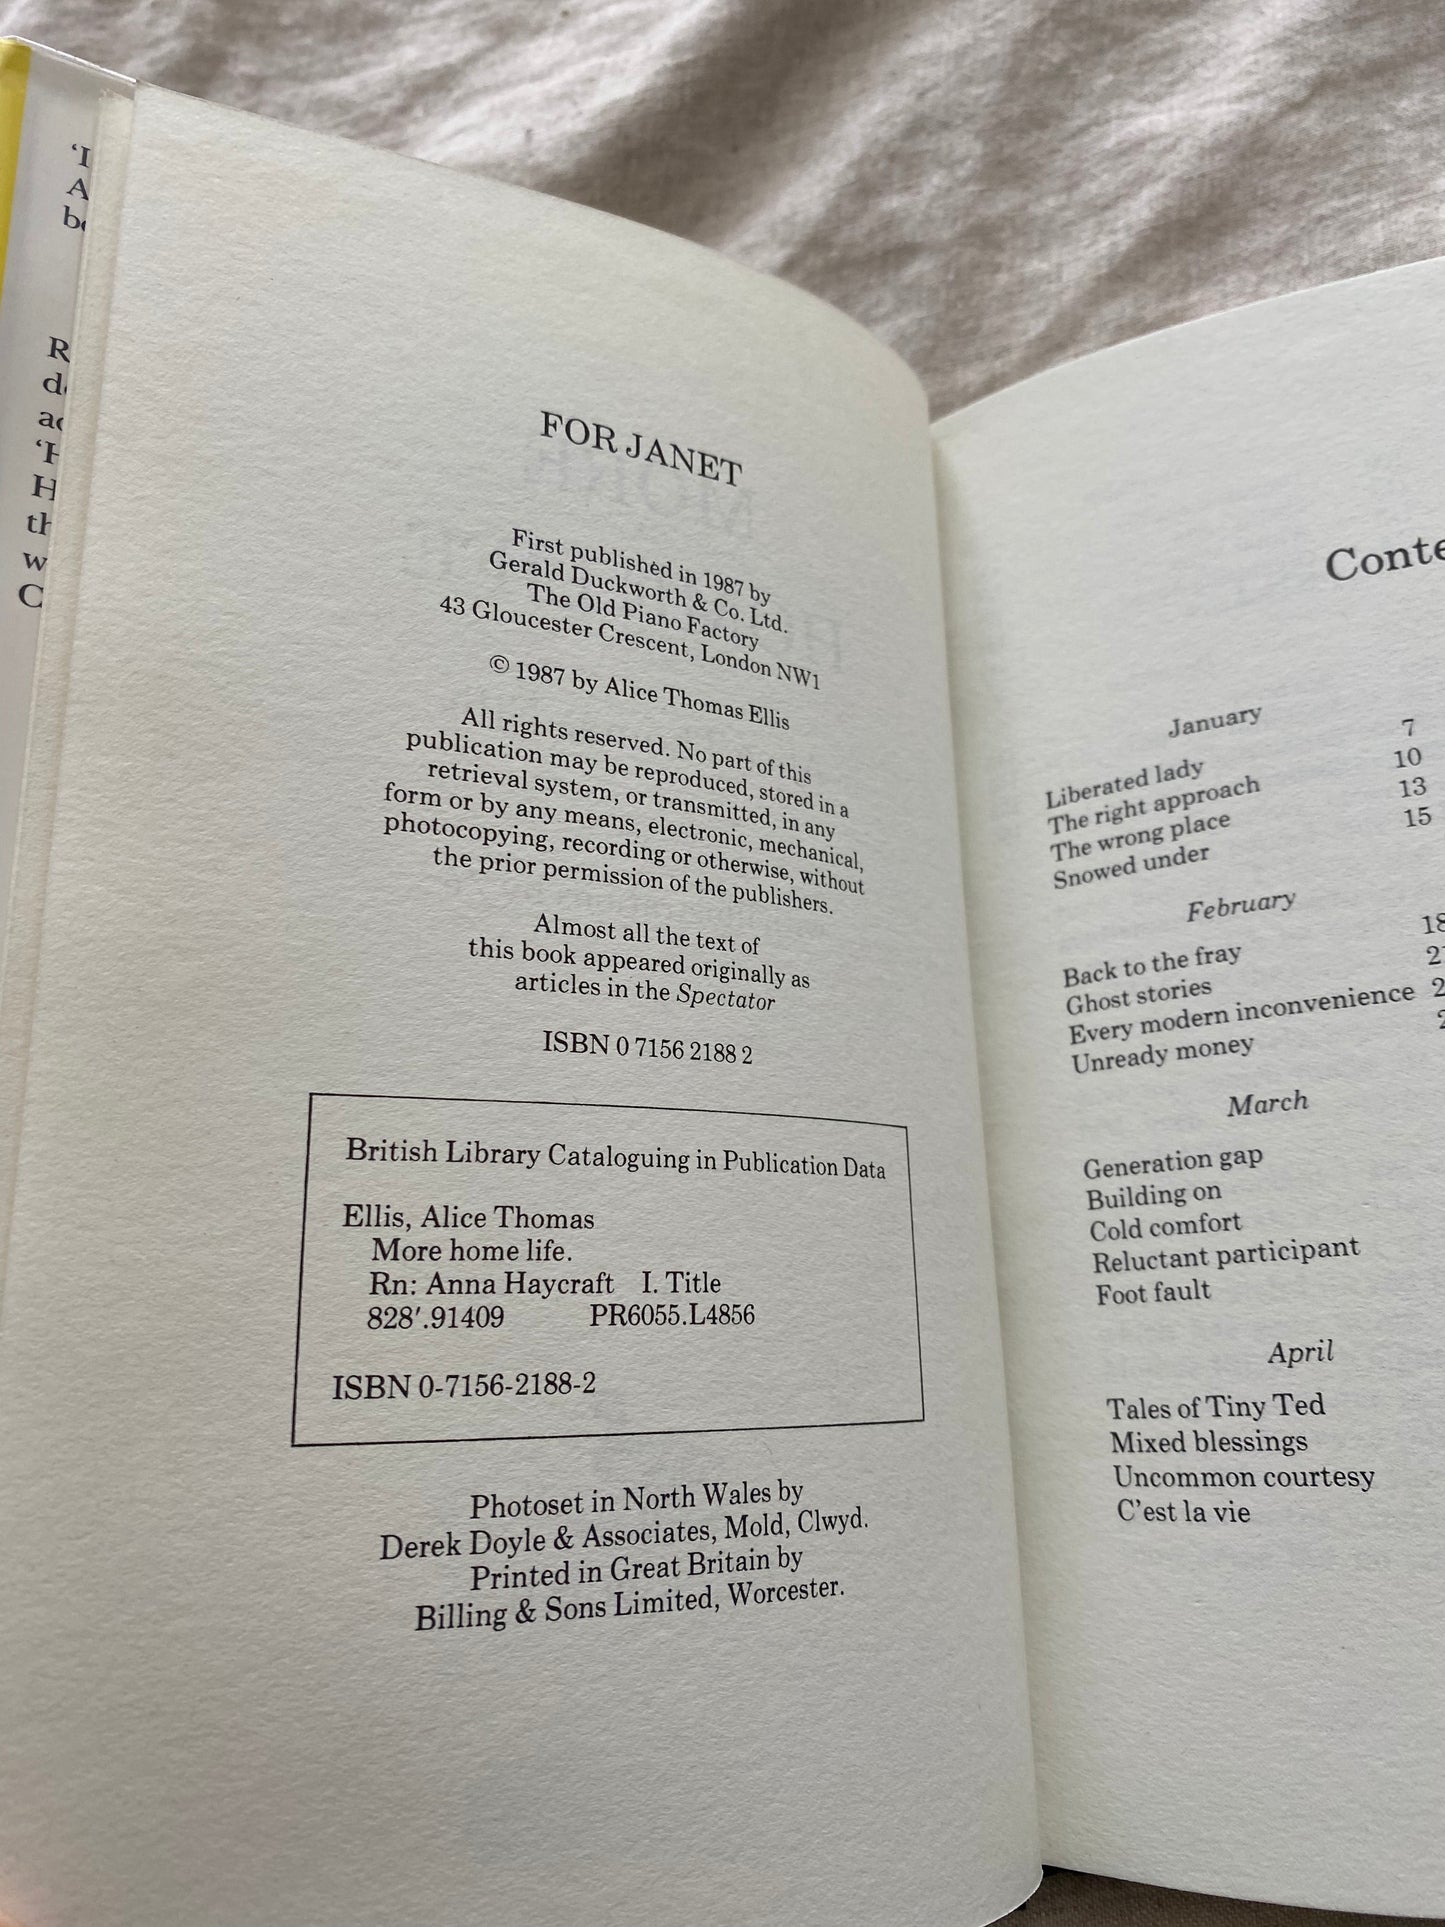 FOR JANET
First published in 1987 by
Gerald Duckworth & Co. Ltd.
The Old Piano Factory
43 Gloucester Crescent, London NW1
© 1987 by Alice Thomas Ellis
All rights reserved. No part of this
publication may be reproduced, stored in a
retrieval system, or transmitted, in any
form or by any means, electronic, mechanical,
photocopying, recording or otherwise, without
the prior permission of the publishers.
Almost all the text of
this book appeared originally as
articles in the Spectator
ISBN 0 7156 2188 2
British Library Cataloguing in Publication Data
Ellis, Alice Thomas
More home life.
Rn: Anna Haycraft I. Title
828′.91409 PR6055.L4856
ISBN 0-7156-2188-2
Photoset in North Wales by
Derek Doyle & Associates, Mold, Clwyd.
Printed in Great Britain by
Billing & Sons Limited, Worcester.
Conte
January
Liberated lady 7
The right approach 10
The wrong place 13
Snowed under 15
February
Back to the fray 18
Ghost stories 2
Every modern inconvenience 2
Unready money 2
March
Generation gap
Building on
Cold comfort
Reluctant participant
Foot fault
April
Tales of Tiny Ted
Mixed blessings
Uncommon courtesy
C'est la vie